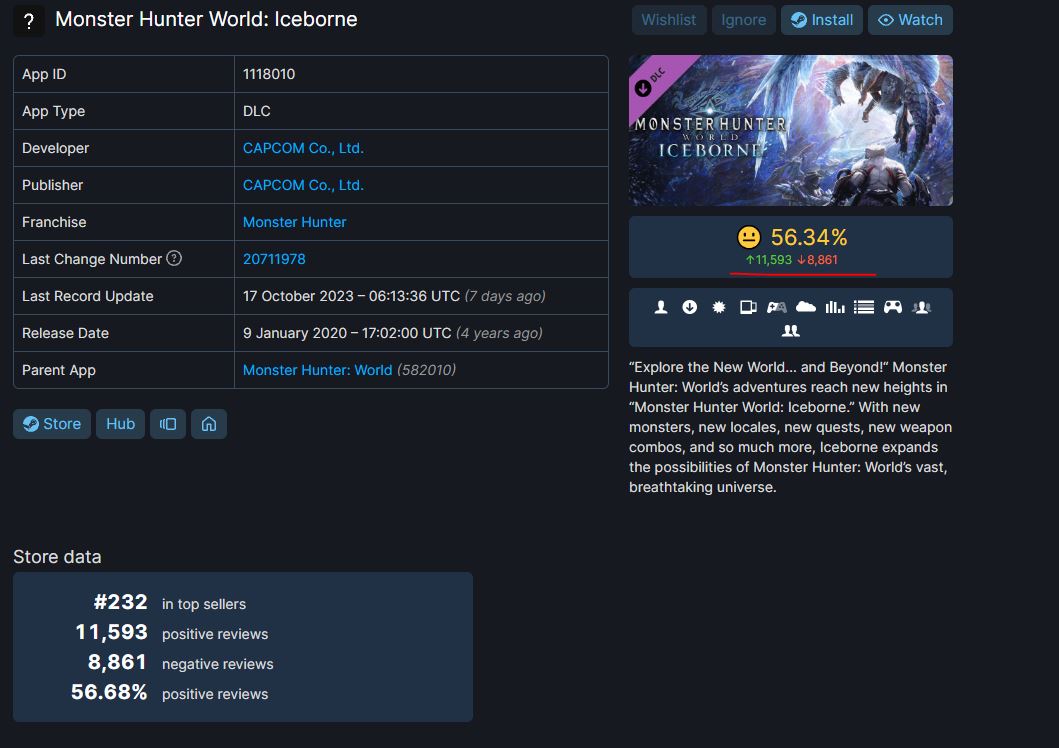 ? Monster Hunter World: Iceborne
Wishlist Ignore Install Watch
App ID 1118010
App Type DLC
Developer CAPCOM Co., Ltd.
Publisher CAPCOM Co., Ltd.
Franchise Monster Hunter
Last Change Number ? 20711978
Last Record Update 17 October 2023 – 06:13:36 UTC (7 days ago)
Release Date 9 January 2020 – 17:02:00 UTC (4 years ago)
Parent App Monster Hunter: World (582010)
Store Hub
DLC
MONSTER HUNTER
WORLD
ICEBORNE
56.34%
↑11,593 ↓8,861
“Explore the New World... and Beyond!“ Monster
Hunter: World’s adventures reach new heights in
“Monster Hunter World: Iceborne.” With new
monsters, new locales, new quests, new weapon
combos, and so much more, Iceborne expands
the possibilities of Monster Hunter: World’s vast,
breathtaking universe.
Store data
#232 in top sellers
11,593 positive reviews
8,861 negative reviews
56.68% positive reviews